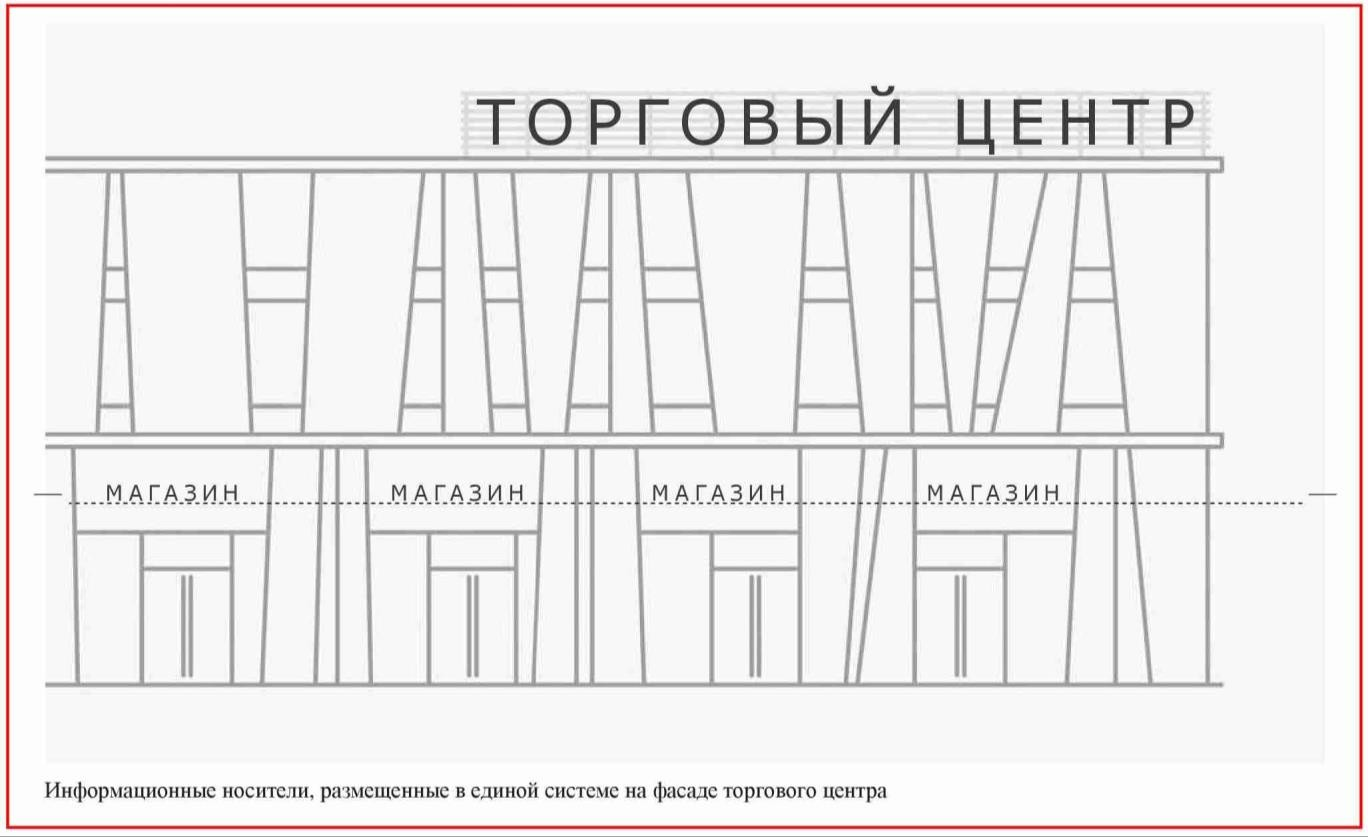 ТОРГОВЫЙ ЦЕНТР
МАГАЗИН МАГАЗИН МАГАЗИН МАГАЗИН
Информационные носители, размещенные в единой системе на фасаде торгового центра